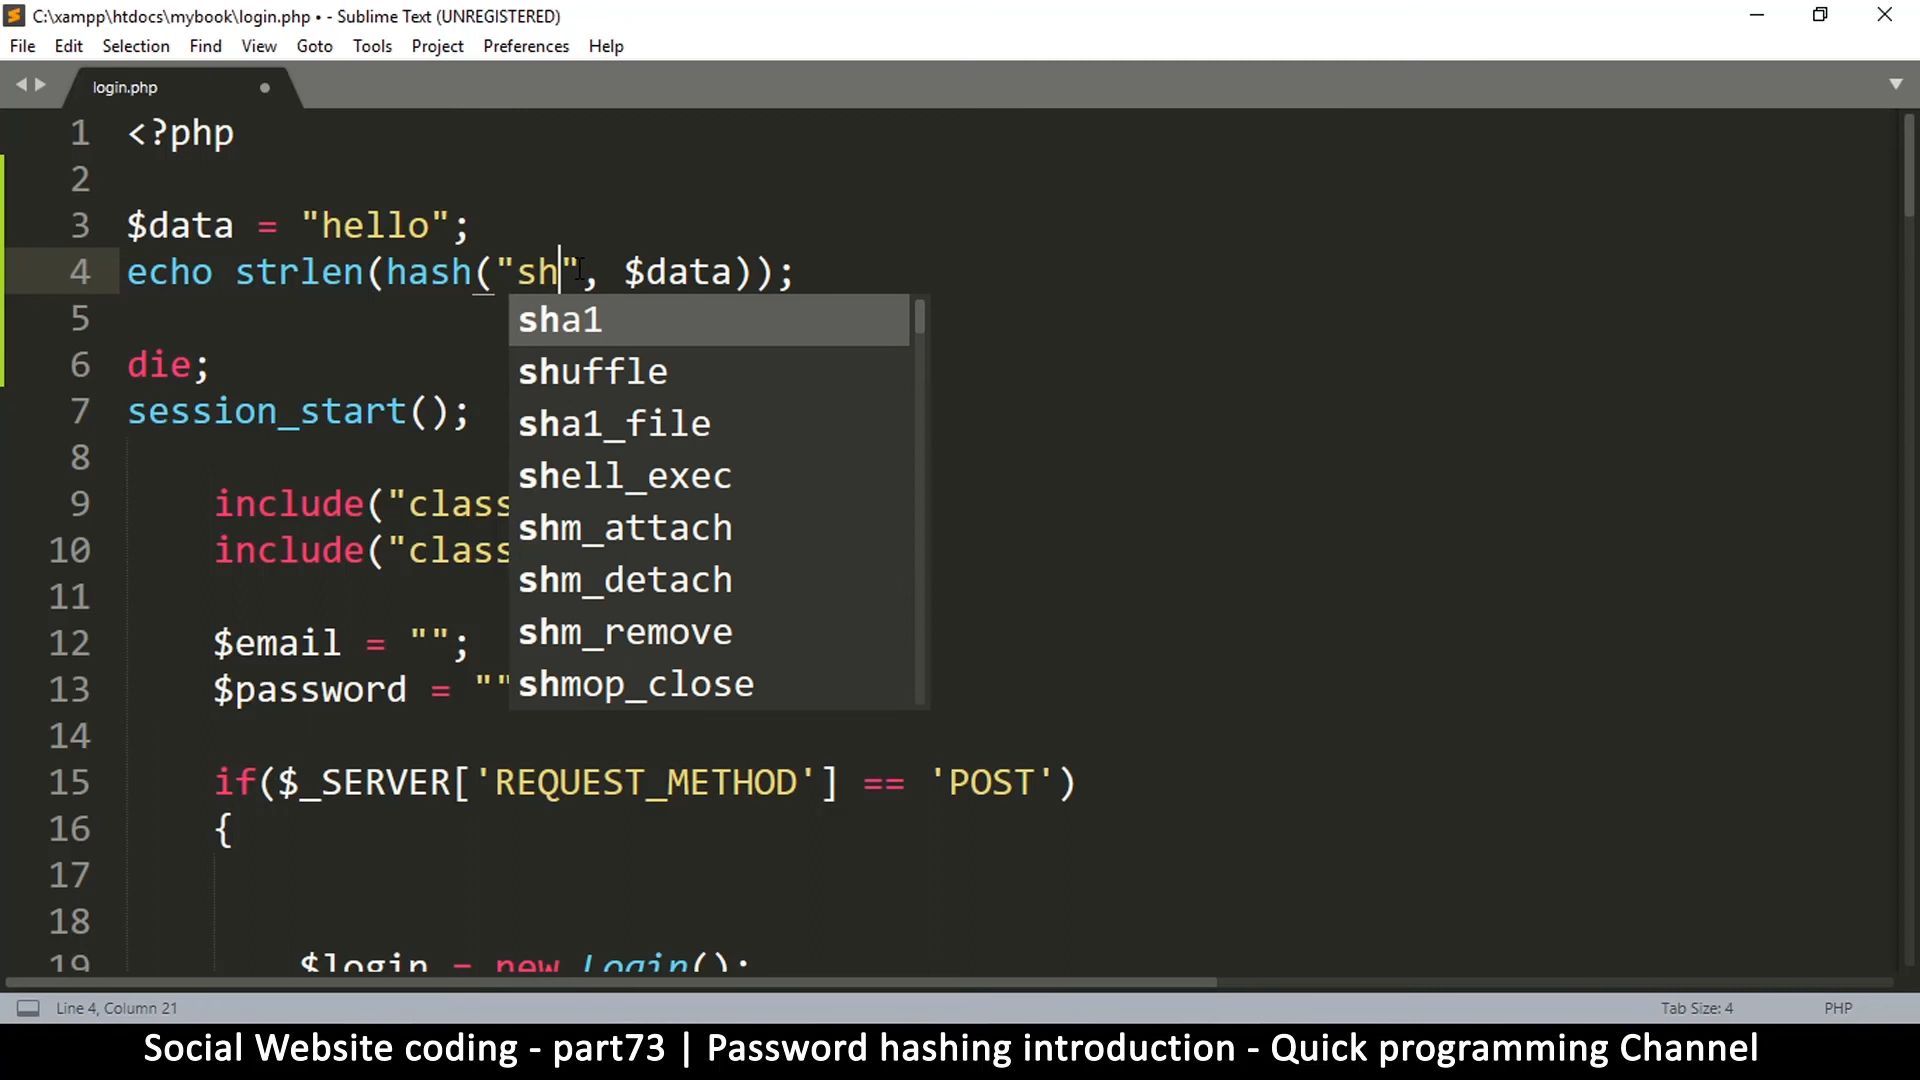 C:\xampp\htdocs\mybook\login.php • - Sublime Text (UNREGISTERED)
File Edit Selection Find View Goto Tools Project Preferences Help
login.php
1 <?php
2
3 $data = "hello";
4 echo strlen(hash("sh", $data));
sha1
5
shuffle
6 die;
sha1_file
7 session_start();
8
shell_exec
9 include("class
shm_attach
10 include("class
shm_detach
11
shm_remove
12 $email = "";
13 $password = ""
shmop_close
14
15 if($_SERVER['REQUEST_METHOD'] == 'POST')
16 {
17
18
19 $login = new Login();
Line 4, Column 21 Tab Size: 4 PHP
Social Website coding - part73 | Password hashing introduction - Quick programming Channel